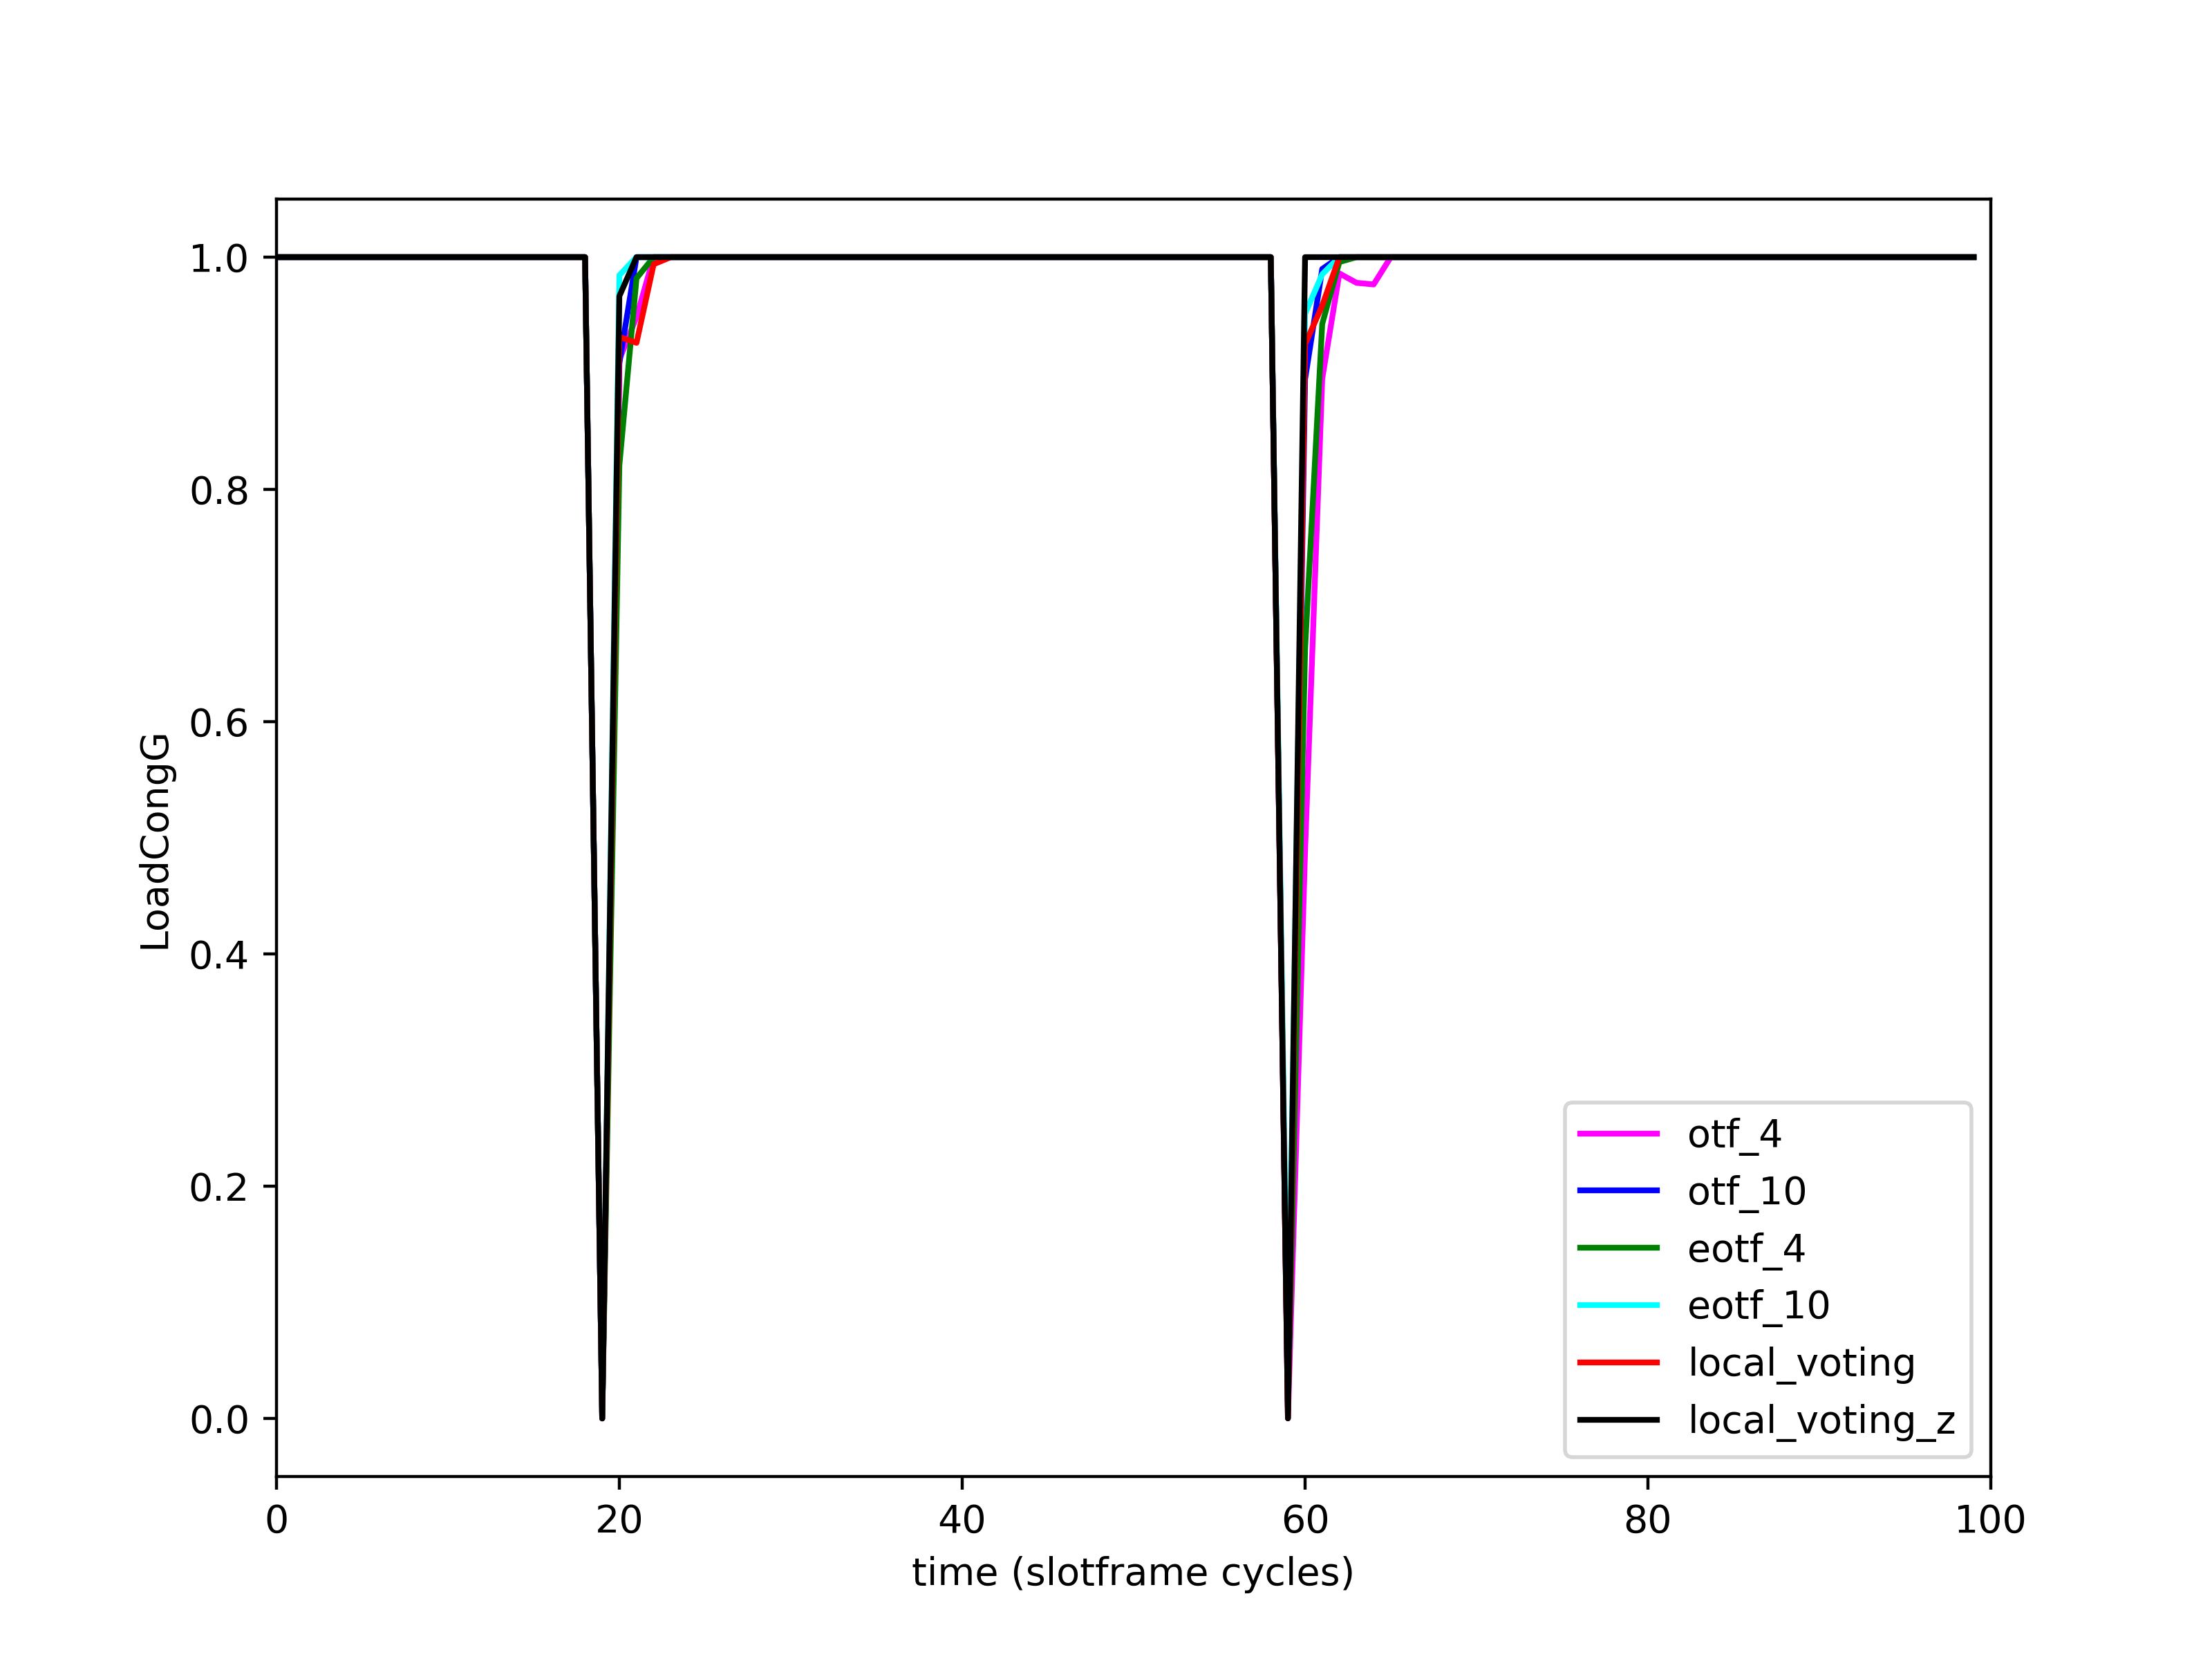 1.0
0.8
0.6
0.4
0.2
0.0
LoadCongG
0
20
40
60
80
100
time (slotframe cycles)
otf_4
otf_10
eotf_4
eotf_10
local_voting
local_voting_z